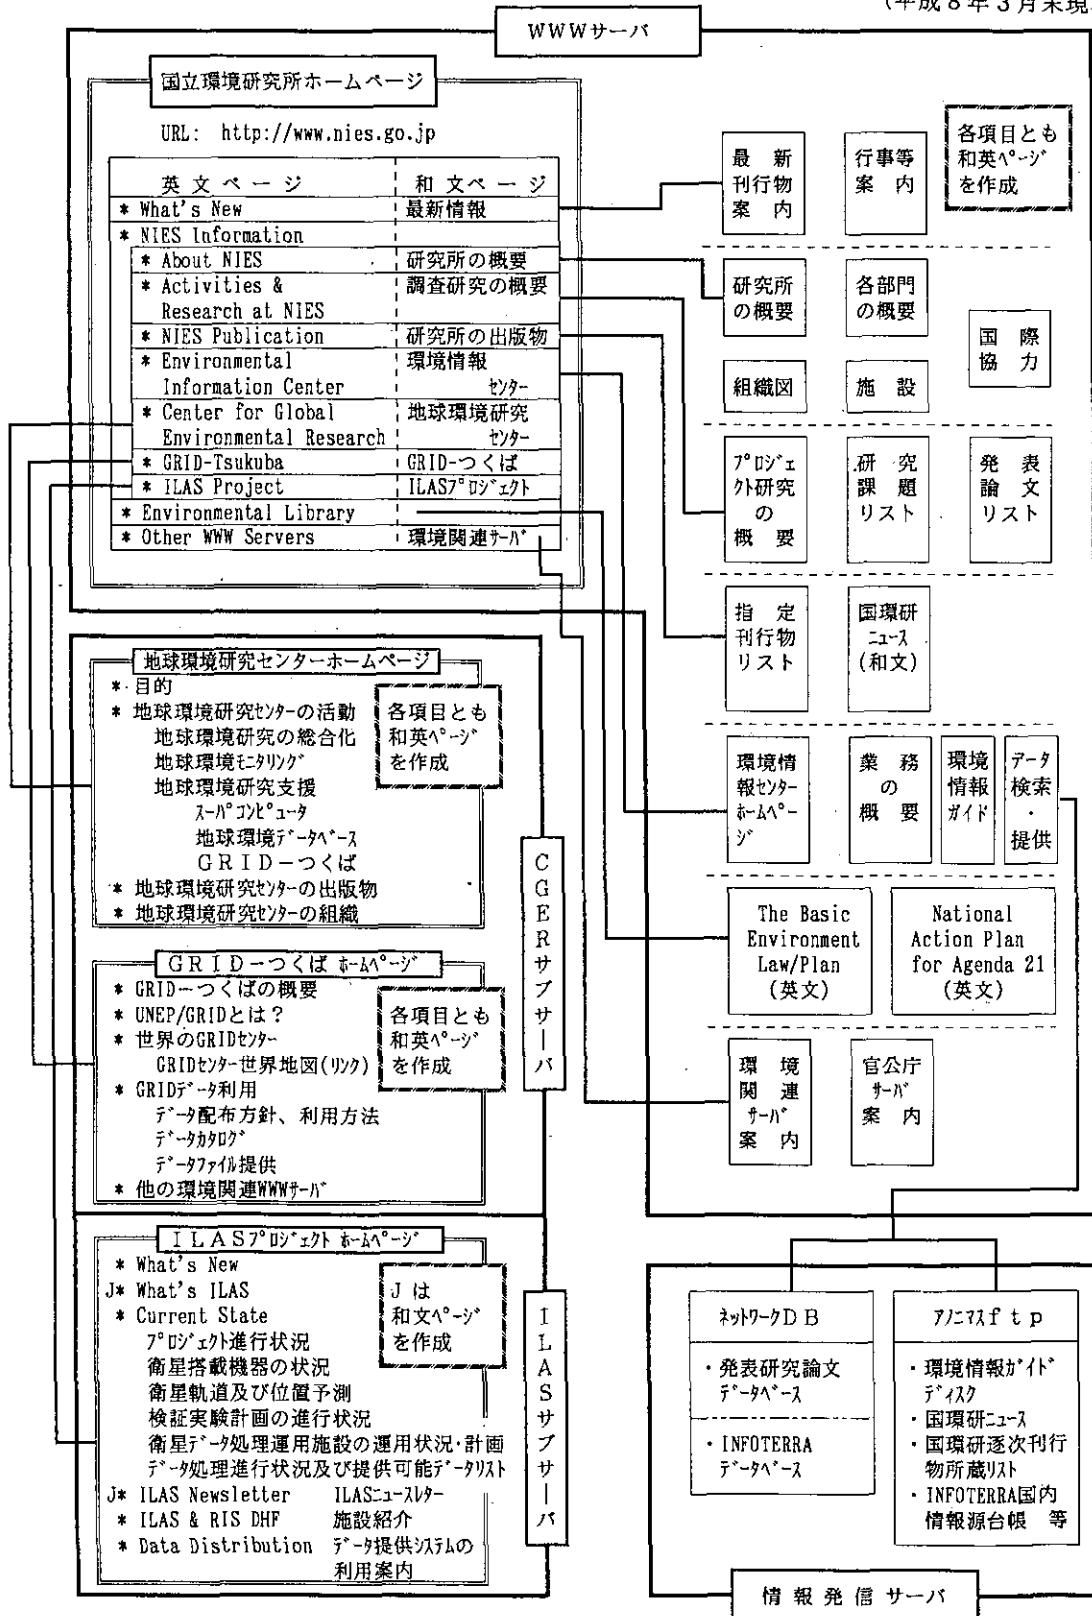 (平成8年3月末現
WWWサーバ
国立環境研究所ホームページ
URL: http://www.nies.go.jp
英文ページ 和文ページ
* What's New 最新情報
* NIES Information
* About NIES 研究所の概要
* Activities & 調査研究の概要
Research at NIES
* NIES Publication 研究所の出版物
* Environmental 環境情報
Information Center センター
* Center for Global 地球環境研究
Environmental Research センター
* GRID-Tsukuba GRID-つくば
* ILAS Project ILASプロジェクト
* Environmental Library
* Other WWW Servers 環境関連サーバ
最新
刊行物
案内
行事等
案内
各項目とも
和英ページ
を作成
研究所
の概要
各部門
の概要
国際
協力
組織図
施設
プロジェ
クト研究
の
概要
研究
課題
リスト
発表
論文
リスト
指定
刊行物
リスト
国環研
ニュース
(和文)
環境情
報センター
ホームペー
ジ
業務
の
概要
環境
情報
ガイド
データ
検索
・
提供
The Basic
Environment
Law/Plan
(英文)
National
Action Plan
for Agenda 21
(英文)
環境
関連
サーバ
案内
官公庁
サーバ
案内
地球環境研究センターホームページ
* 目的
* 地球環境研究センターの活動
地球環境研究の総合化
地球環境モニタリング
地球環境研究支援
スーパコンピュータ
地球環境データベース
GRID-つくば
* 地球環境研究センターの出版物
* 地球環境研究センターの組織
各項目とも
和英ページ
を作成
CGERサブサーバ
GRID-つくば ホームページ
* GRID-つくばの概要
* UNEP/GRIDとは?
* 世界のGRIDセンター
GRIDセンター世界地図(リンク)
* GRIDデータ利用
データ配布方針、利用方法
データカタログ
データファイル提供
* 他の環境関連WWWサーバ
各項目とも
和英ページ
を作成
ILASプロジェクト ホームページ
* What's New
J* What's ILAS
* Current State
プロジェクト進行状況
衛星搭載機器の状況
衛星軌道及び位置予測
検証実験計画の進行状況
衛星データ処理運用施設の運用状況・計画
データ処理進行状況及び提供可能データリスト
J* ILAS Newsletter ILASニュースレター
* ILAS & RIS DHF 施設紹介
* Data Distribution データ提供システムの
利用案内
J は
和文ページ
を作成
ILASサブサーバ
ネットワークDB
・発表研究論文
データベース
・INFOTERRA
データベース
アノニマスftp
・環境情報ガイド
ディスク
・国環研ニュース
・国環研逐次刊行
物所蔵リスト
・INFOTERRA国内
情報源台帳 等
情報発信サーバ